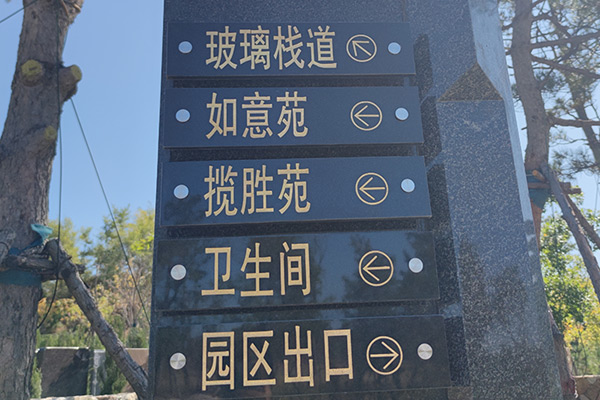 玻璃栈道
如意苑
揽胜苑
卫生间
园区出口